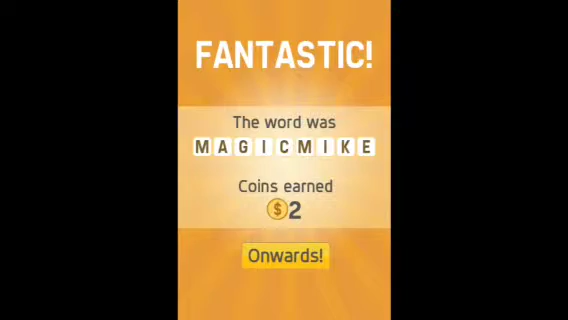 FANTASTIC!
The word was
MAGICMIKE
Coins earned
$2
Onwards!